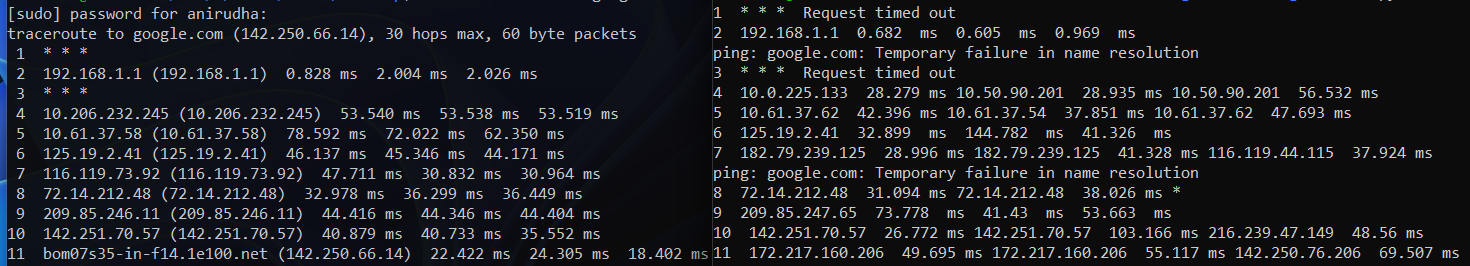 [sudo] password for anirudha:
traceroute to google.com (142.250.66.14), 30 hops max, 60 byte packets
1 * * *
2 192.168.1.1 (192.168.1.1) 0.828 ms 2.004 ms 2.026 ms
3 * * *
4 10.206.232.245 (10.206.232.245) 53.540 ms 53.538 ms 53.519 ms
5 10.61.37.58 (10.61.37.58) 78.592 ms 72.022 ms 62.350 ms
6 125.19.2.41 (125.19.2.41) 46.137 ms 45.346 ms 44.171 ms
7 116.119.73.92 (116.119.73.92) 47.711 ms 30.832 ms 30.964 ms
8 72.14.212.48 (72.14.212.48) 32.978 ms 36.299 ms 36.449 ms
9 209.85.246.11 (209.85.246.11) 44.416 ms 44.346 ms 44.404 ms
10 142.251.70.57 (142.251.70.57) 40.879 ms 40.733 ms 35.552 ms
11 bom07s35-in-f14.1e100.net (142.250.66.14) 22.422 ms 24.305 ms 18.402 ms
1 * * * Request timed out
2 192.168.1.1 0.682 ms 0.605 ms 0.969 ms
ping: google.com: Temporary failure in name resolution
3 * * * Request timed out
4 10.0.225.133 28.279 ms 10.50.90.201 28.935 ms 10.50.90.201 56.532 ms
5 10.61.37.62 42.396 ms 10.61.37.54 37.851 ms 10.61.37.62 47.693 ms
6 125.19.2.41 32.899 ms 144.782 ms 41.326 ms
7 182.79.239.125 28.996 ms 182.79.239.125 41.328 ms 116.119.44.115 37.924 ms
ping: google.com: Temporary failure in name resolution
8 72.14.212.48 31.094 ms 72.14.212.48 38.026 ms *
9 209.85.247.65 73.778 ms 41.43 ms 53.663 ms
10 142.251.70.57 26.772 ms 142.251.70.57 103.166 ms 216.239.47.149 48.56 ms
11 172.217.160.206 49.695 ms 172.217.160.206 55.117 ms 142.250.76.206 69.507 ms